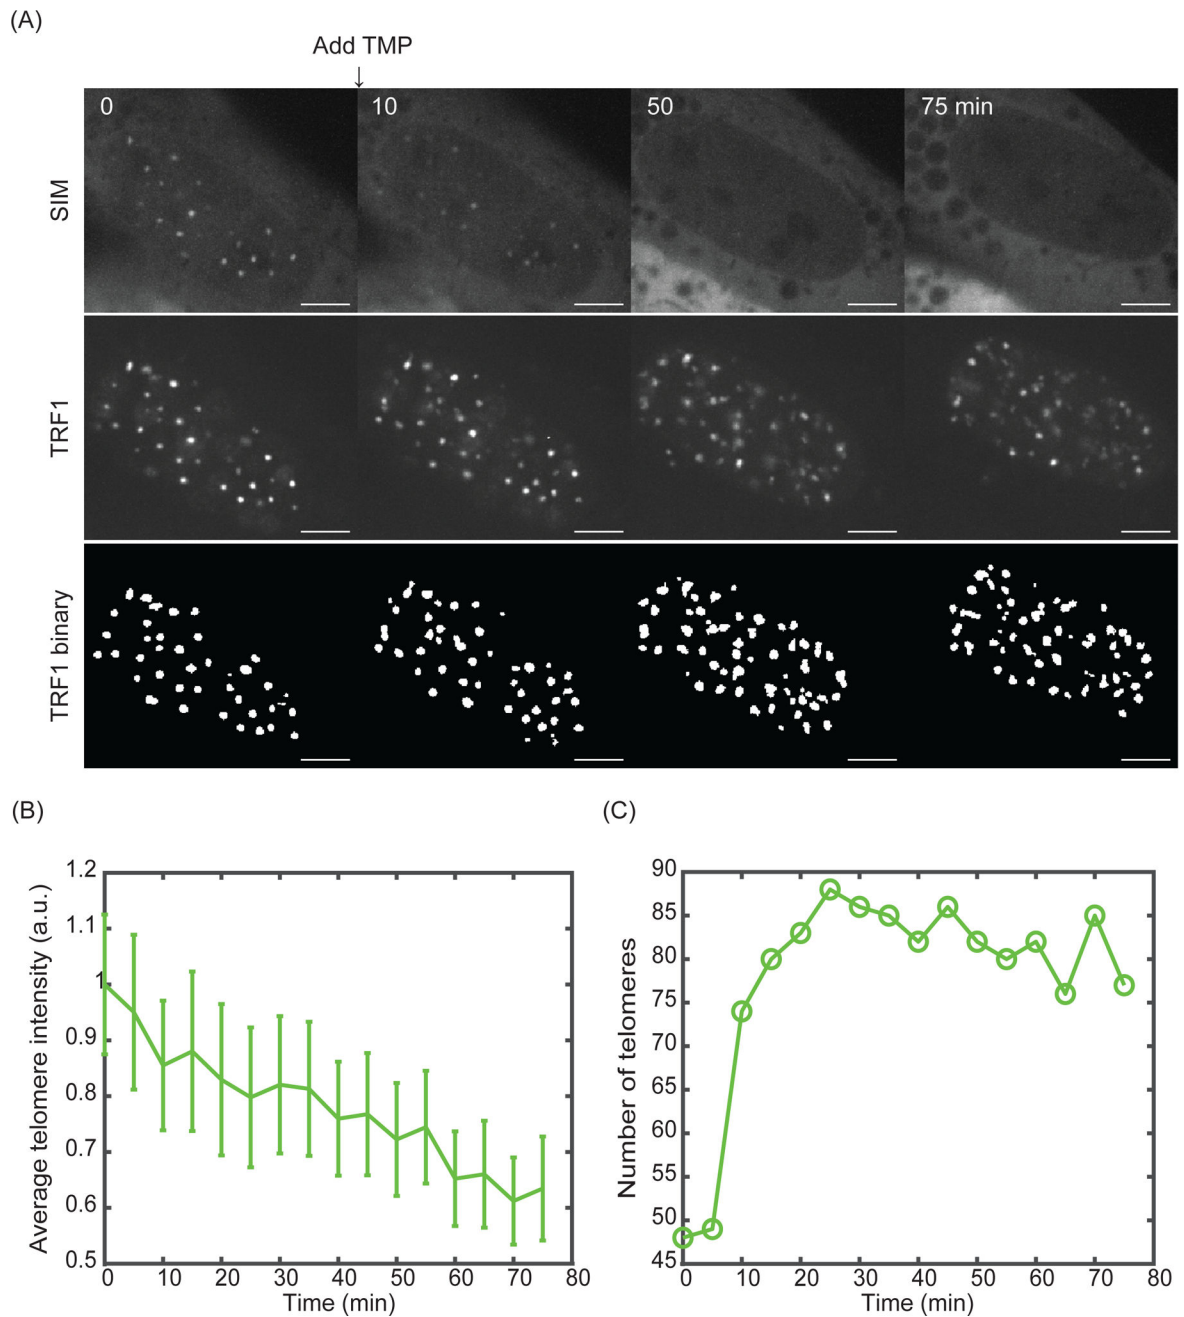 (A)
Add TMP
↓
0 10 50 75 min
SIM
TRF1
TRF1 binary
(B)
(C)
Average telomere intensity (a.u.)
1.2
1.1
1
0.9
0.8
0.7
0.6
0.5
0 10 20 30 40 50 60 70 80
Time (min)
Number of telomeres
90
85
80
75
70
65
60
55
50
45
0 10 20 30 40 50 60 70 80
Time (min)